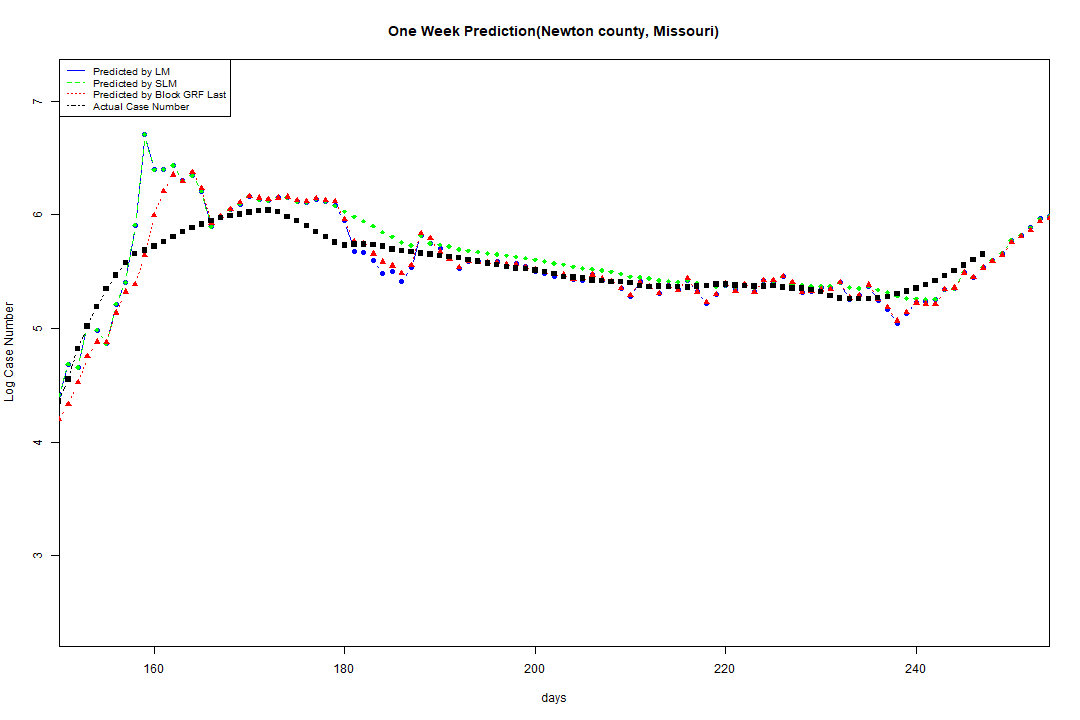 One Week Prediction(Newton county, Missouri)
Predicted by LM
Predicted by SLM
Predicted by Block GRF Last
Actual Case Number
7
6
5
4
3
Log Case Number
160 180 200 220 240
days